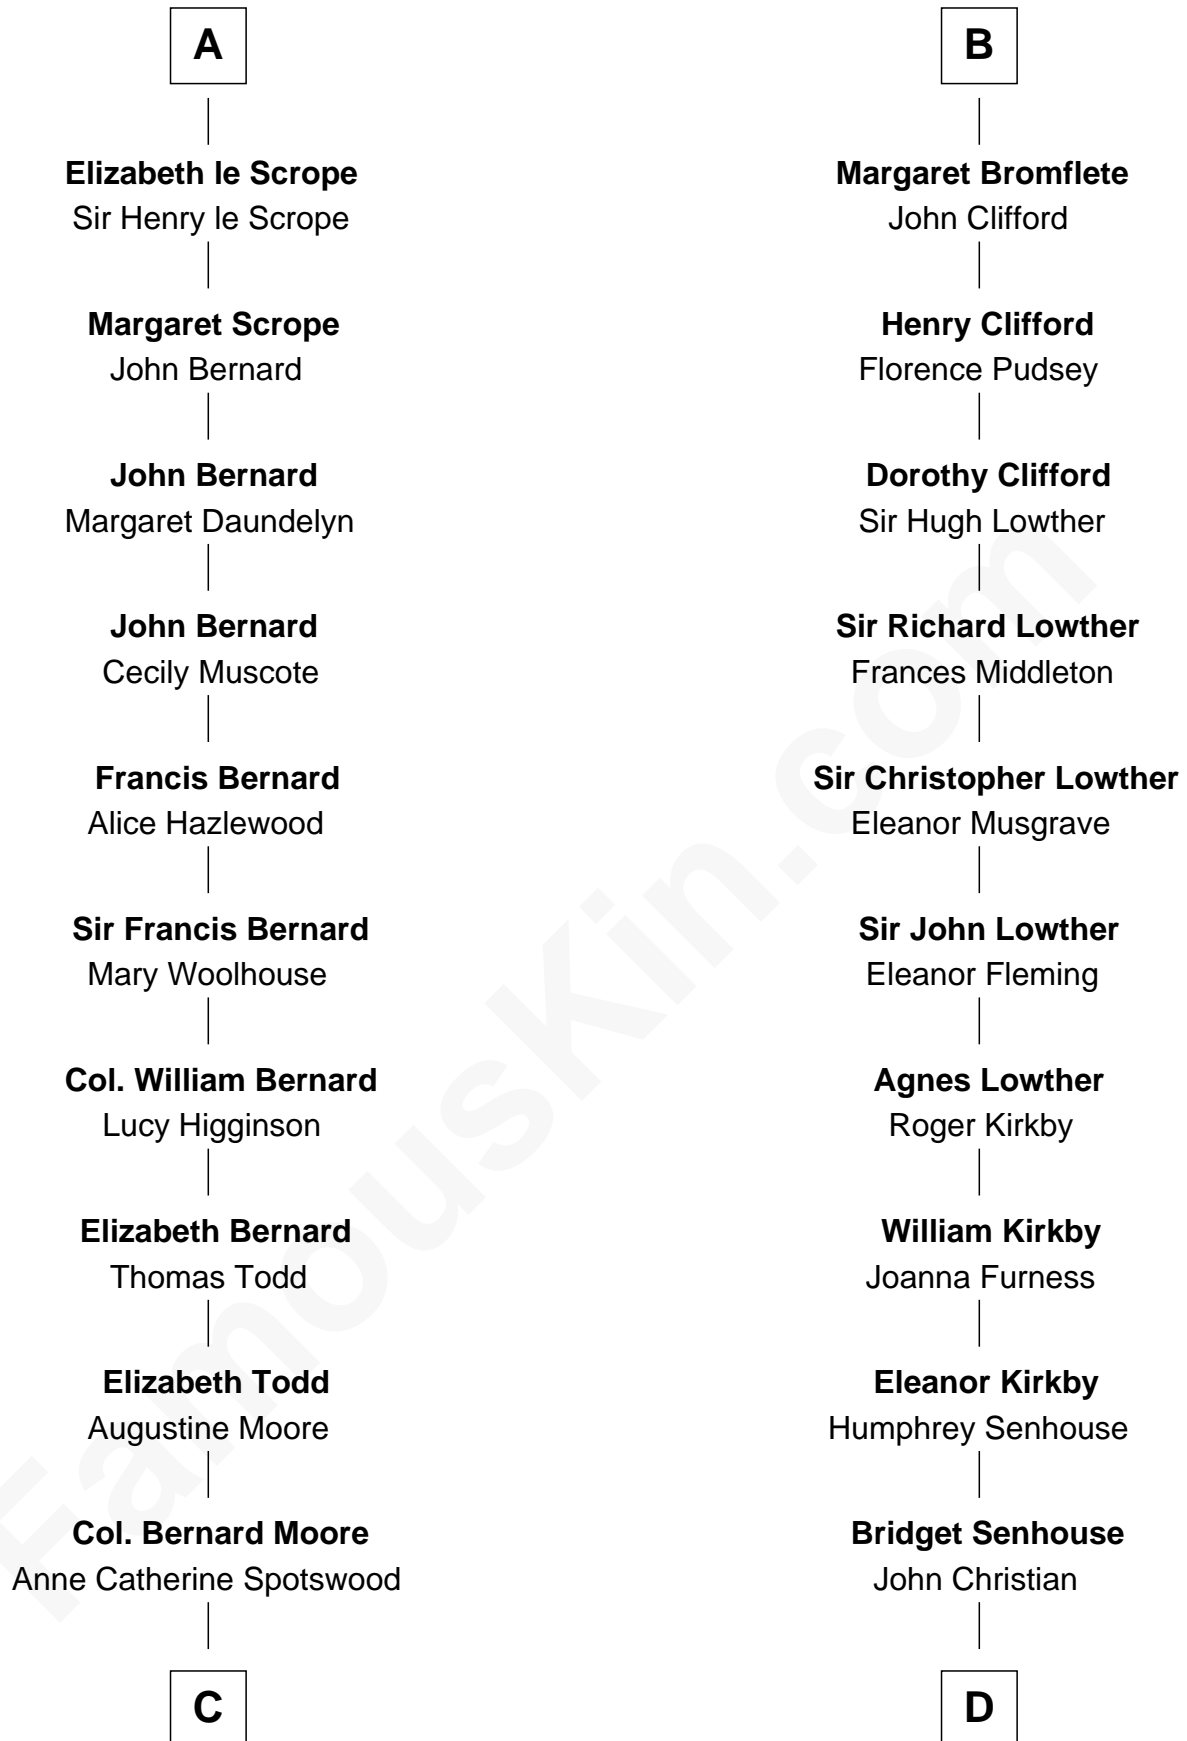 A
Elizabeth le Scrope
Sir Henry le Scrope
Margaret Scrope
John Bernard
John Bernard
Margaret Daundelyn
John Bernard
Cecily Muscote
Francis Bernard
Alice Hazlewood
Sir Francis Bernard
Mary Woolhouse
Col. William Bernard
Lucy Higginson
Elizabeth Bernard
Thomas Todd
Elizabeth Todd
Augustine Moore
Col. Bernard Moore
Anne Catherine Spotswood
C
B
Margaret Bromflete
John Clifford
Henry Clifford
Florence Pudsey
Dorothy Clifford
Sir Hugh Lowther
Sir Richard Lowther
Frances Middleton
Sir Christopher Lowther
Eleanor Musgrave
Sir John Lowther
Eleanor Fleming
Agnes Lowther
Roger Kirkby
William Kirkby
Joanna Furness
Eleanor Kirkby
Humphrey Senhouse
Bridget Senhouse
John Christian
D
FamousKin.com